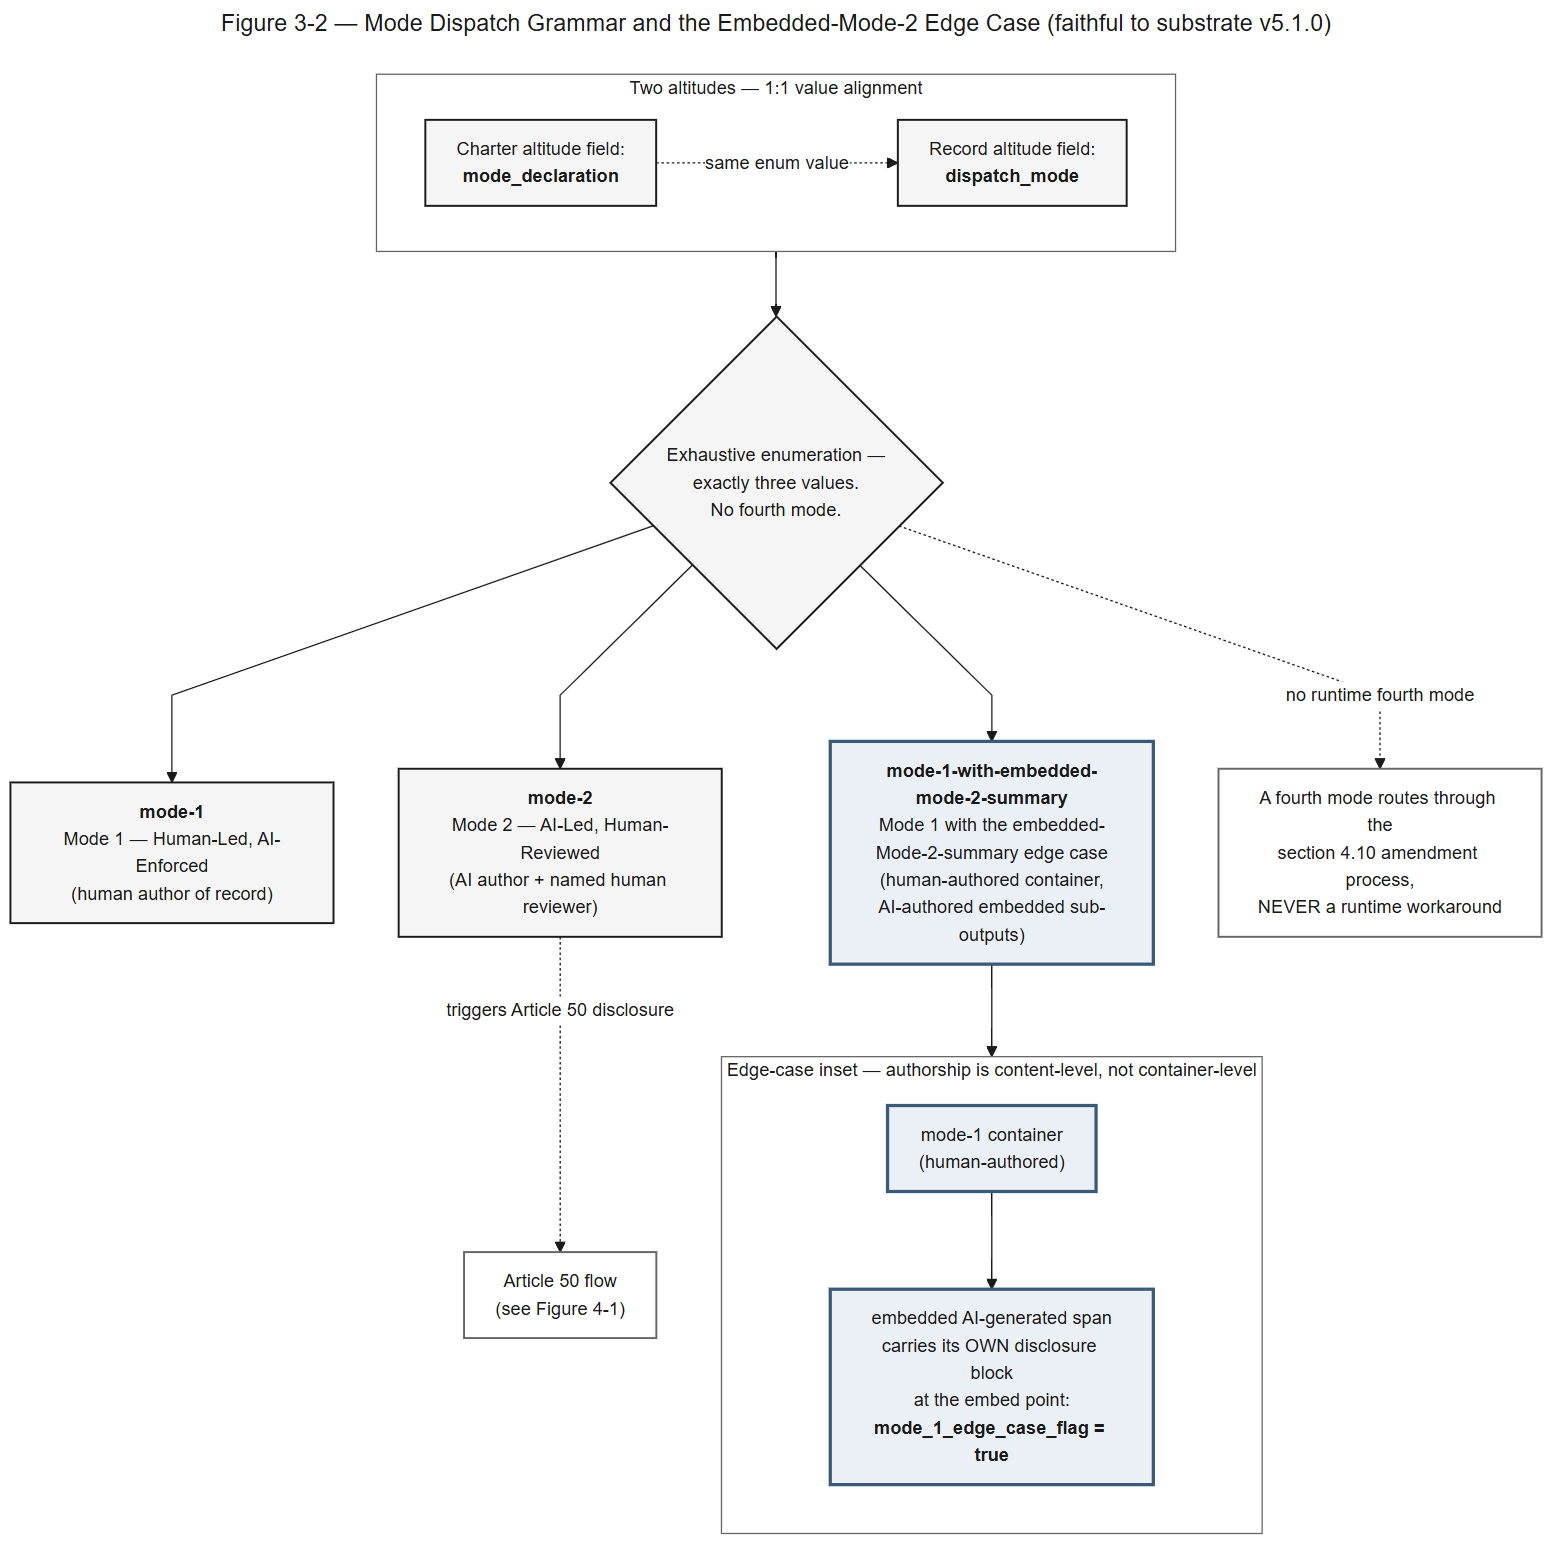 Figure 3-2 — Mode Dispatch Grammar and the Embedded-Mode-2 Edge Case (faithful to substrate v5.1.0)
Two altitudes — 1:1 value alignment
Charter altitude field:
mode_declaration
same enum value
Record altitude field:
dispatch_mode
Exhaustive enumeration —
exactly three values.
No fourth mode.
no runtime fourth mode
mode-1
Mode 1 — Human-Led, AI-
Enforced
(human author of record)
mode-2
Mode 2 — AI-Led, Human-
Reviewed
(AI author + named human
reviewer)
mode-1-with-embedded-
mode-2-summary
Mode 1 with the embedded-
Mode-2-summary edge case
(human-authored container,
AI-authored embedded sub-
outputs)
A fourth mode routes through
the
section 4.10 amendment
process,
NEVER a runtime workaround
triggers Article 50 disclosure
Article 50 flow
(see Figure 4-1)
Edge-case inset — authorship is content-level, not container-level
mode-1 container
(human-authored)
embedded AI-generated span
carries its OWN disclosure
block
at the embed point:
mode_1_edge_case_flag =
true